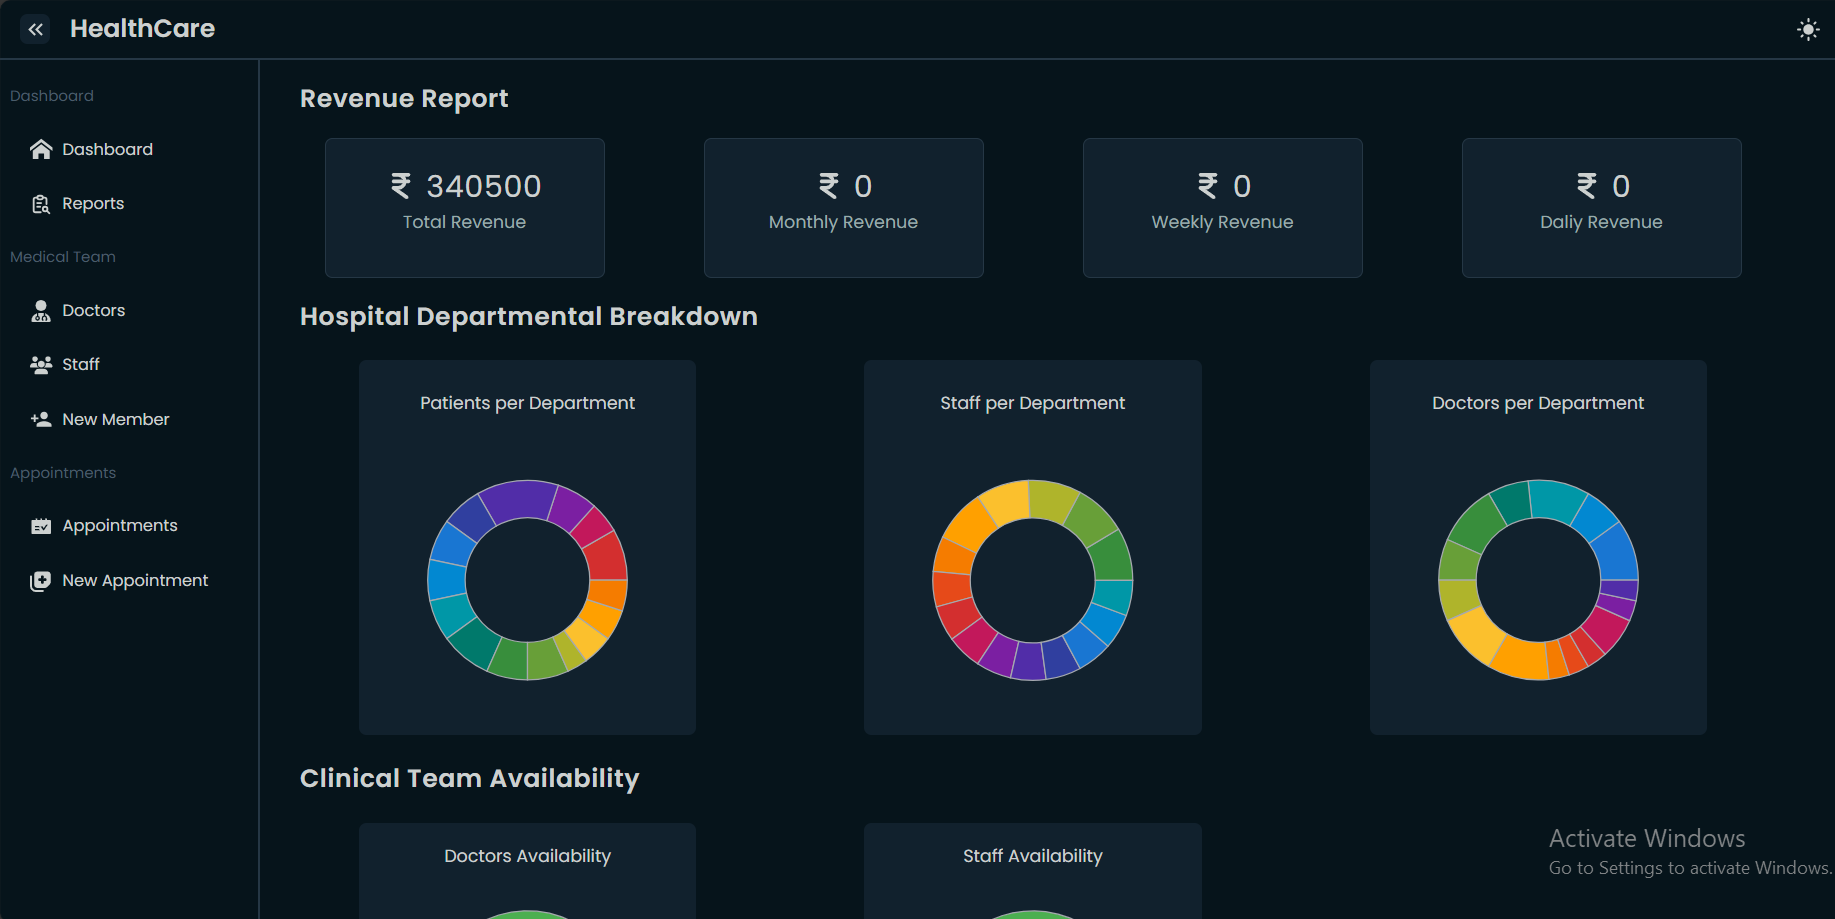 HealthCare
Dashboard
Dashboard
Reports
Medical Team
Doctors
Staff
New Member
Appointments
Appointments
New Appointment
Revenue Report
₹ 340500
Total Revenue
₹ 0
Monthly Revenue
₹ 0
Weekly Revenue
₹ 0
Daliy Revenue
Hospital Departmental Breakdown
Patients per Department
Staff per Department
Doctors per Department
Clinical Team Availability
Doctors Availability
Staff Availability
Activate Windows
Go to Settings to activate Windows.